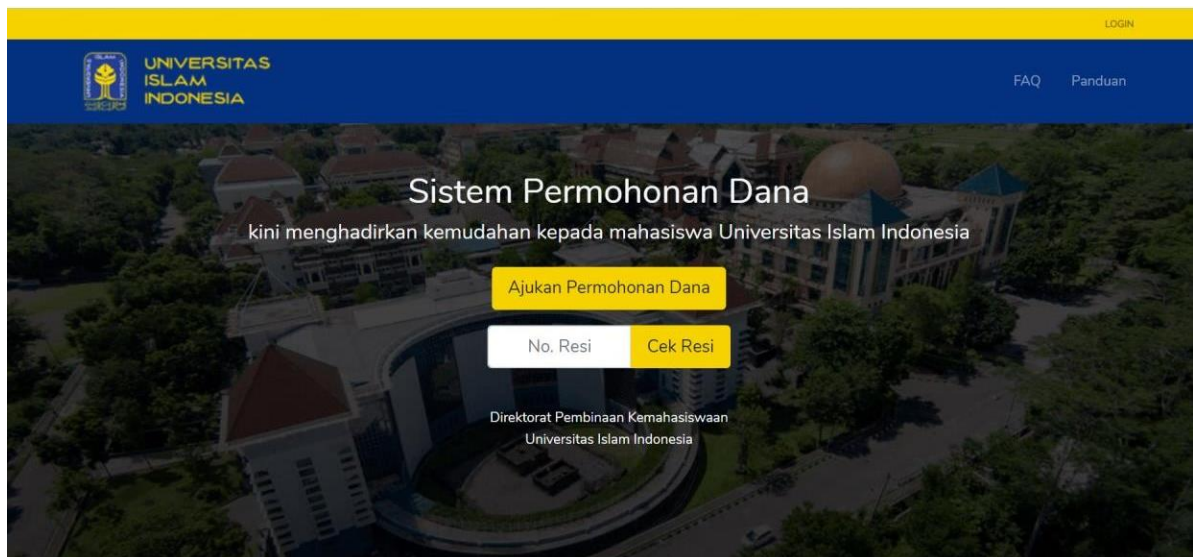 LOGIN
UNIVERSITAS
ISLAM
INDONESIA
FAQ Panduan
Sistem Permohonan Dana
kini menghadirkan kemudahan kepada mahasiswa Universitas Islam Indonesia
Ajukan Permohonan Dana
No. Resi Cek Resi
Direktorat Pembinaan Kemahasiswaan
Universitas Islam Indonesia